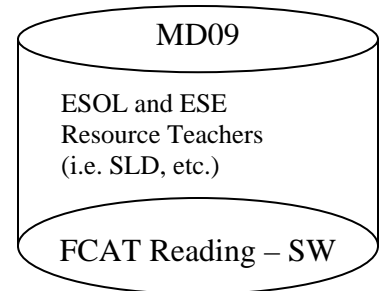 MD09
ESOL and ESE
Resource Teachers
(i.e. SLD, etc.)
FCAT Reading – SW